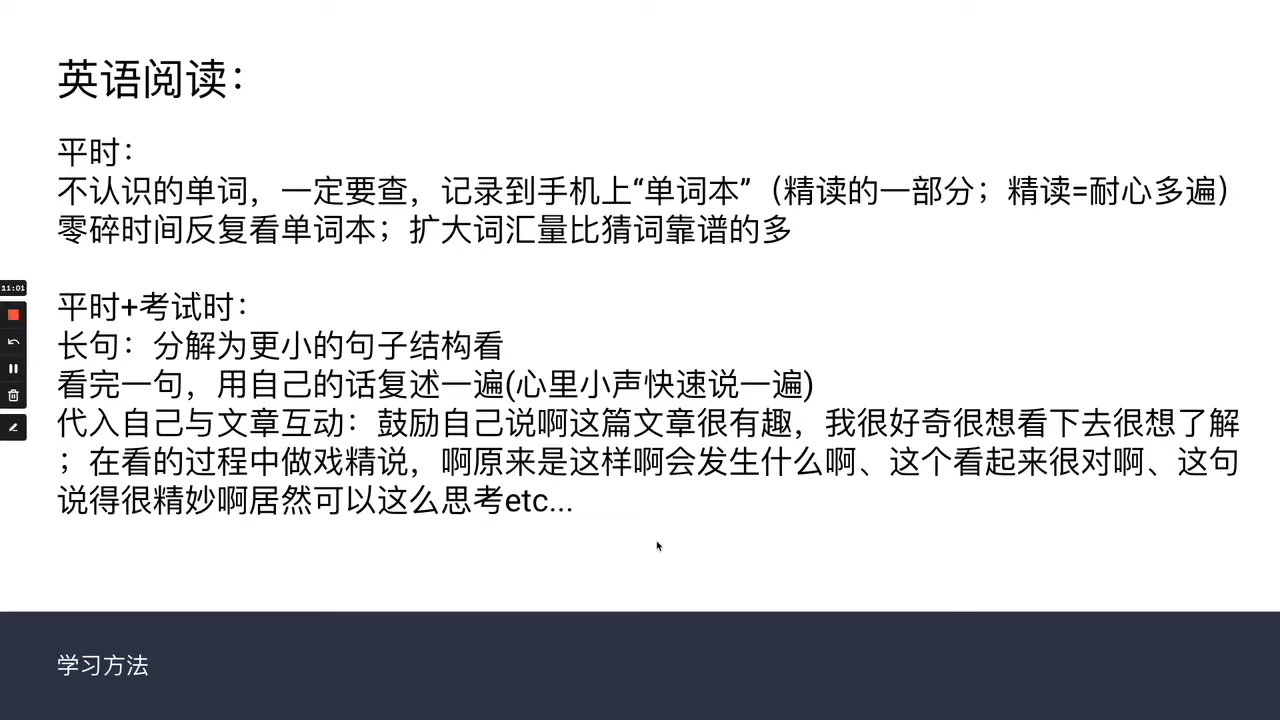 英语阅读：
平时：
不认识的单词，一定要查，记录到手机上“单词本”（精读的一部分；精读=耐心多遍）
零碎时间反复看单词本；扩大词汇量比猜词靠谱的多
平时+考试时：
长句：分解为更小的句子结构看
看完一句，用自己的话复述一遍(心里小声快速说一遍)
代入自己与文章互动：鼓励自己说啊这篇文章很有趣，我很好奇很想看下去很想了解
；在看的过程中做戏精说，啊原来是这样啊会发生什么啊、这个看起来很对啊、这句
说得很精妙啊居然可以这么思考etc...
11:01
学习方法